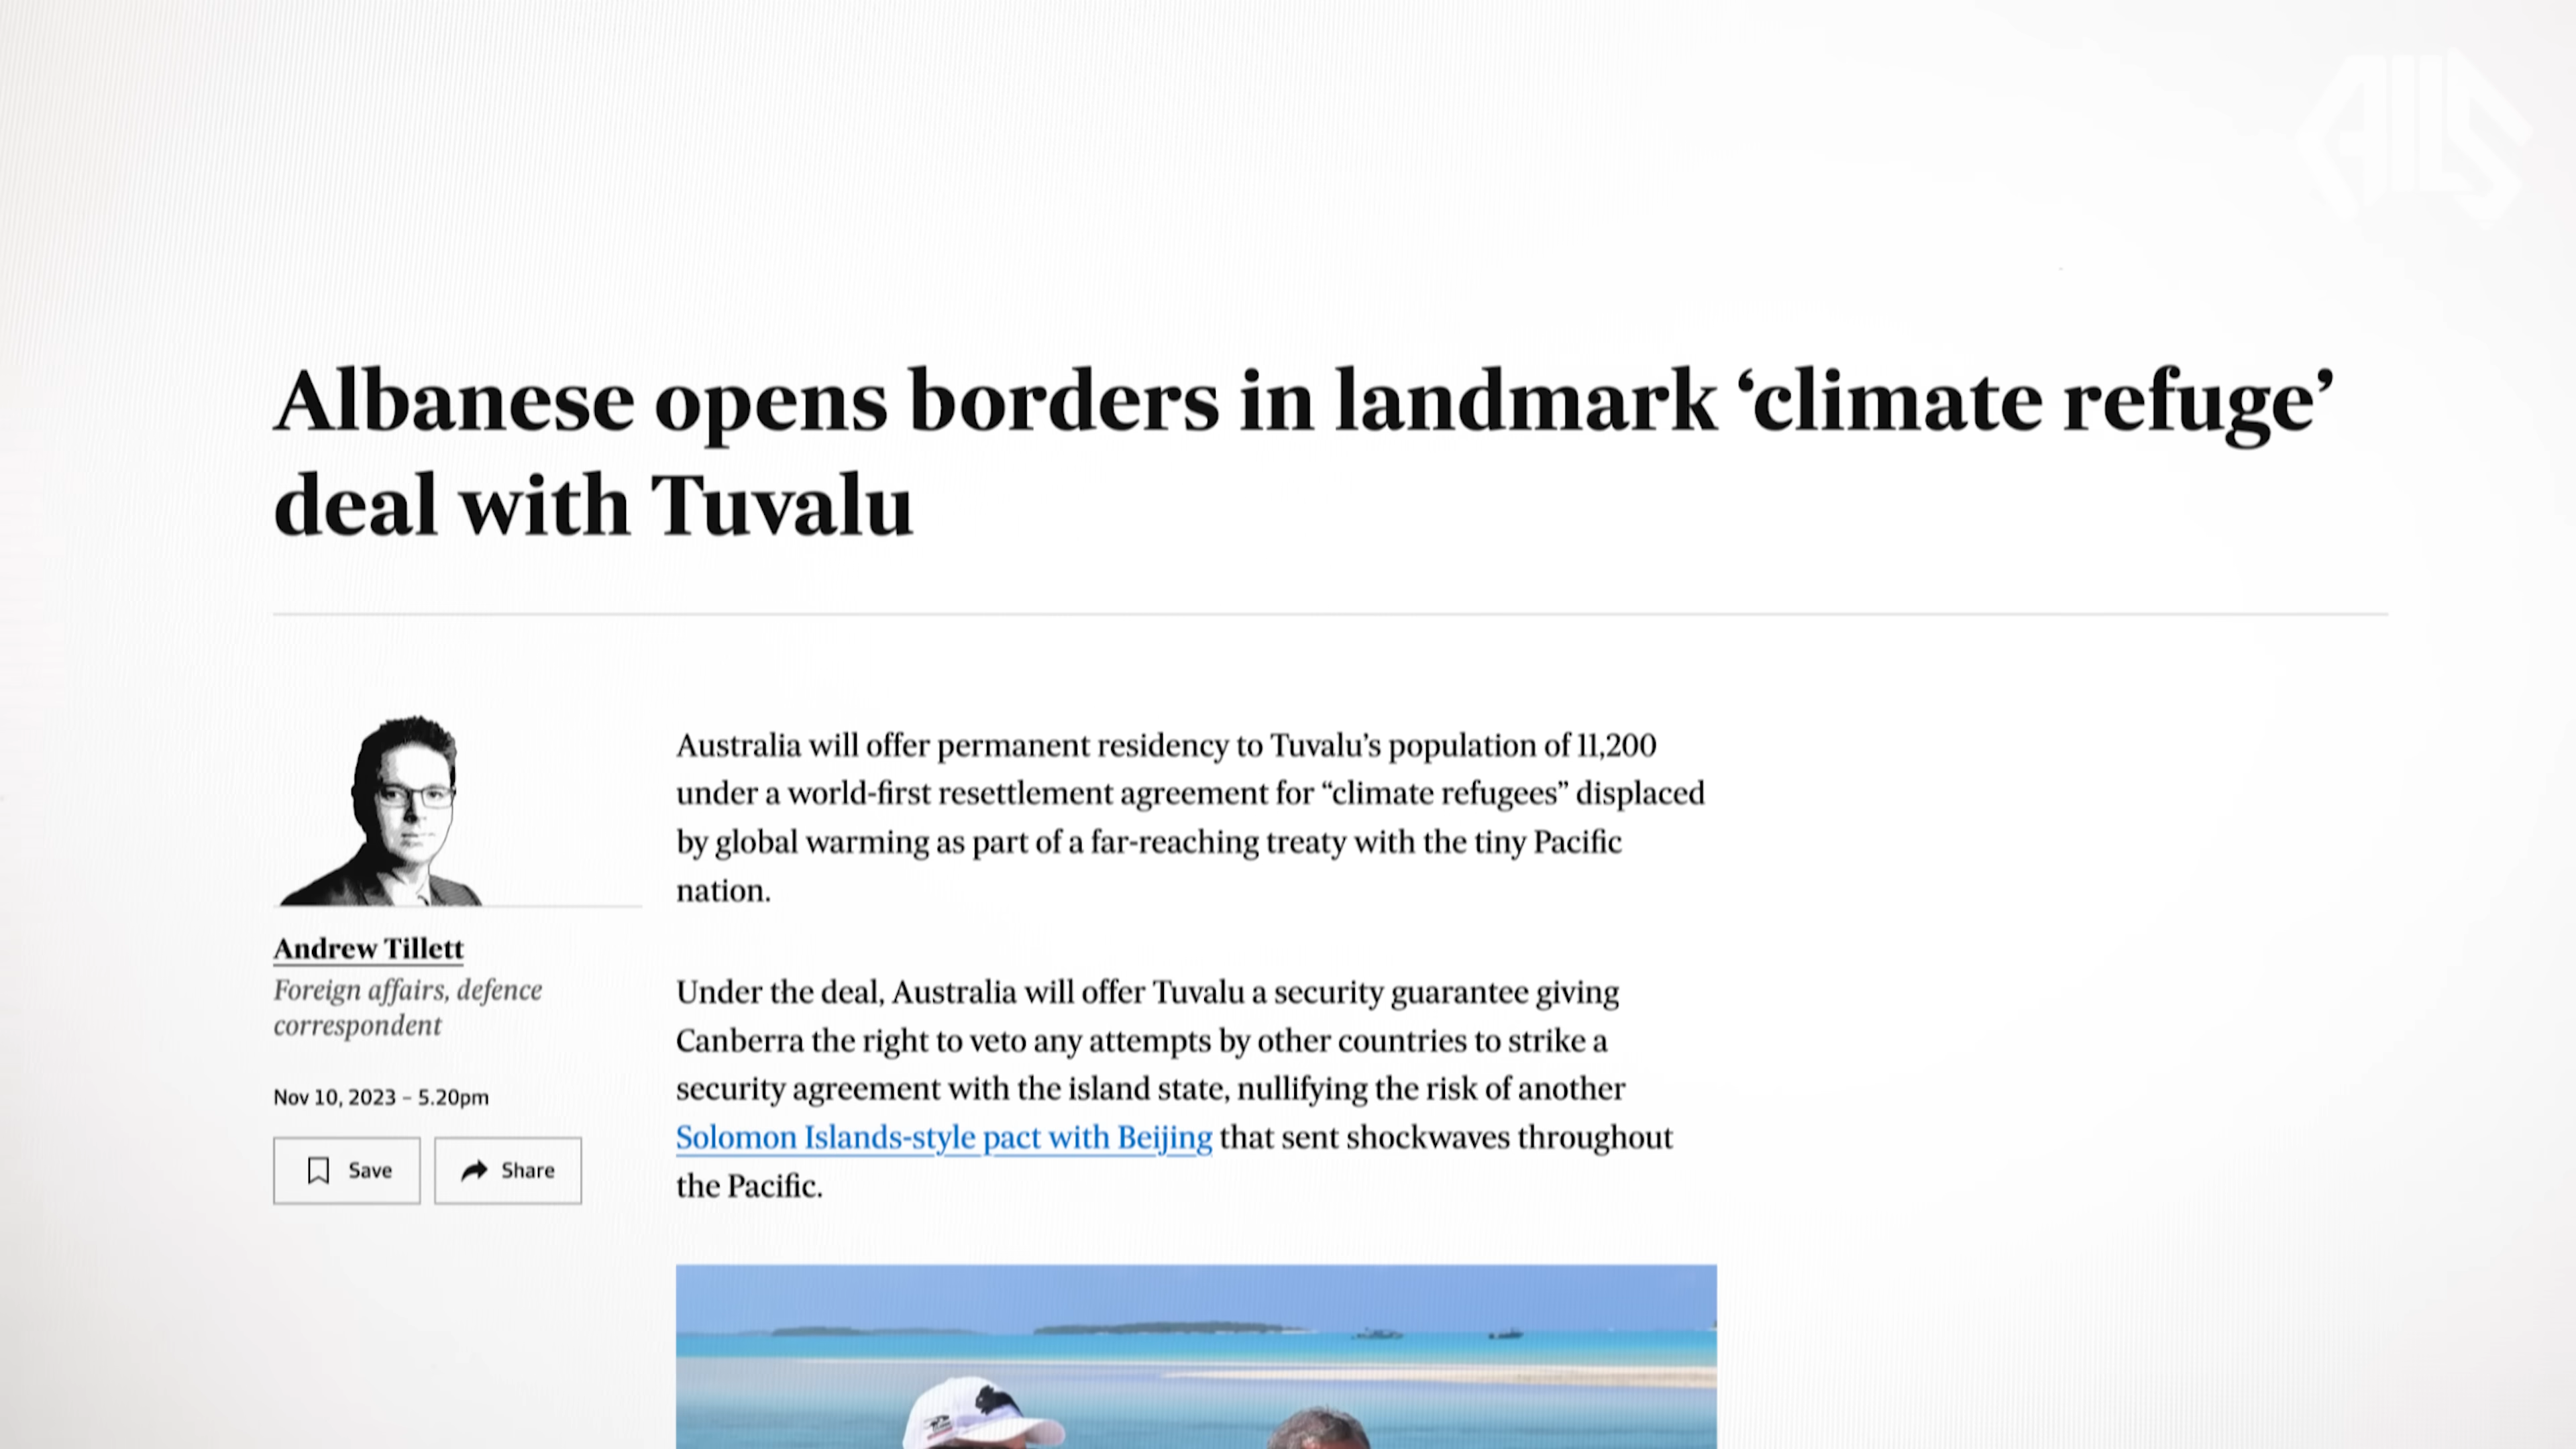 AILS
Albanese opens borders in landmark ‘climate refuge’
deal with Tuvalu
Andrew Tillett
Foreign affairs, defence
correspondent
Nov 10, 2023 – 5.20pm
Save
Share
Australia will offer permanent residency to Tuvalu’s population of 11,200
under a world-first resettlement agreement for “climate refugees” displaced
by global warming as part of a far-reaching treaty with the tiny Pacific
nation.
Under the deal, Australia will offer Tuvalu a security guarantee giving
Canberra the right to veto any attempts by other countries to strike a
security agreement with the island state, nullifying the risk of another
Solomon Islands-style pact with Beijing that sent shockwaves throughout
the Pacific.